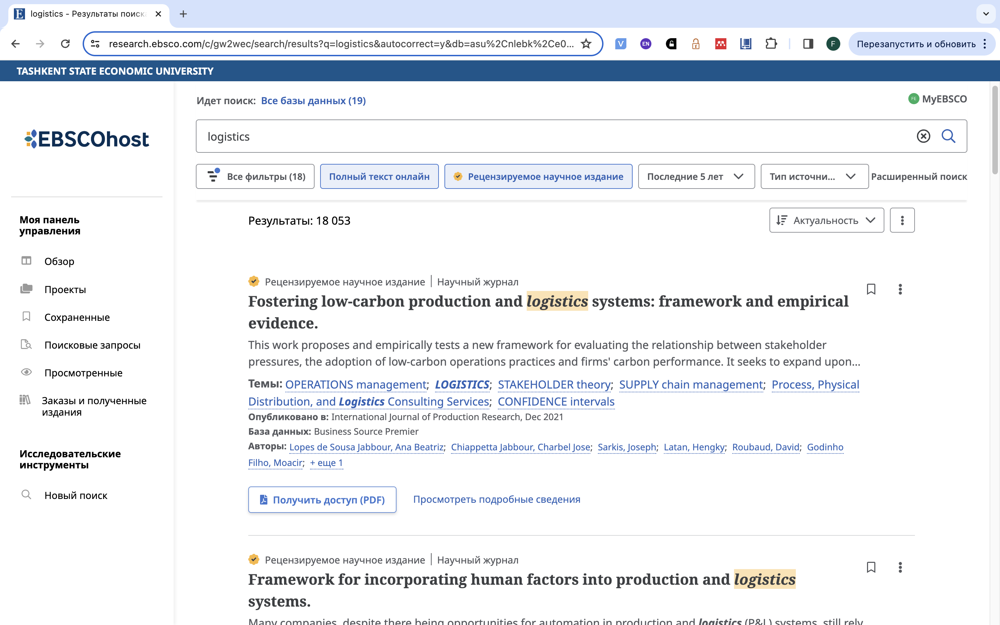 logistics - Результаты поиска
research.ebsco.com/c/gw2wec/search/results?q=logistics&autocorrect=y&db=asu%2Cnlebk%2Ce0...
V
EN
F
Перезапустить и обновить
TASHKENT STATE ECONOMIC UNIVERSITY
Идет поиск: Все базы данных (19)
FE MyEBSCO
EBSCOhost
logistics
Все фильтры (18)
Полный текст онлайн
Рецензируемое научное издание
Последние 5 лет
Тип источни...
Расширенный поиск
Моя панель
управления
Обзор
Проекты
Сохраненные
Поисковые запросы
Просмотренные
Заказы и полученные
издания
Исследовательские
инструменты
Новый поиск
Результаты: 18 053
Актуальность
Рецензируемое научное издание | Научный журнал
Fostering low-carbon production and logistics systems: framework and empirical
evidence.
This work proposes and empirically tests a new framework for evaluating the relationship between stakeholder
pressures, the adoption of low-carbon operations practices and firms' carbon performance. It seeks to expand upon...
Темы: OPERATIONS management; LOGISTICS; STAKEHOLDER theory; SUPPLY chain management; Process, Physical
Distribution, and Logistics Consulting Services; CONFIDENCE intervals
Опубликовано в: International Journal of Production Research, Dec 2021
База данных: Business Source Premier
Авторы: Lopes de Sousa Jabbour, Ana Beatriz; Chiappetta Jabbour, Charbel Jose; Sarkis, Joseph; Latan, Hengky; Roubaud, David; Godinho
Filho, Moacir; + еще 1
Получить доступ (PDF)
Просмотреть подробные сведения
Рецензируемое научное издание | Научный журнал
Framework for incorporating human factors into production and logistics
systems.
Many companies, despite there being opportunities for automation in production and logistics (P&L) systems, still rely